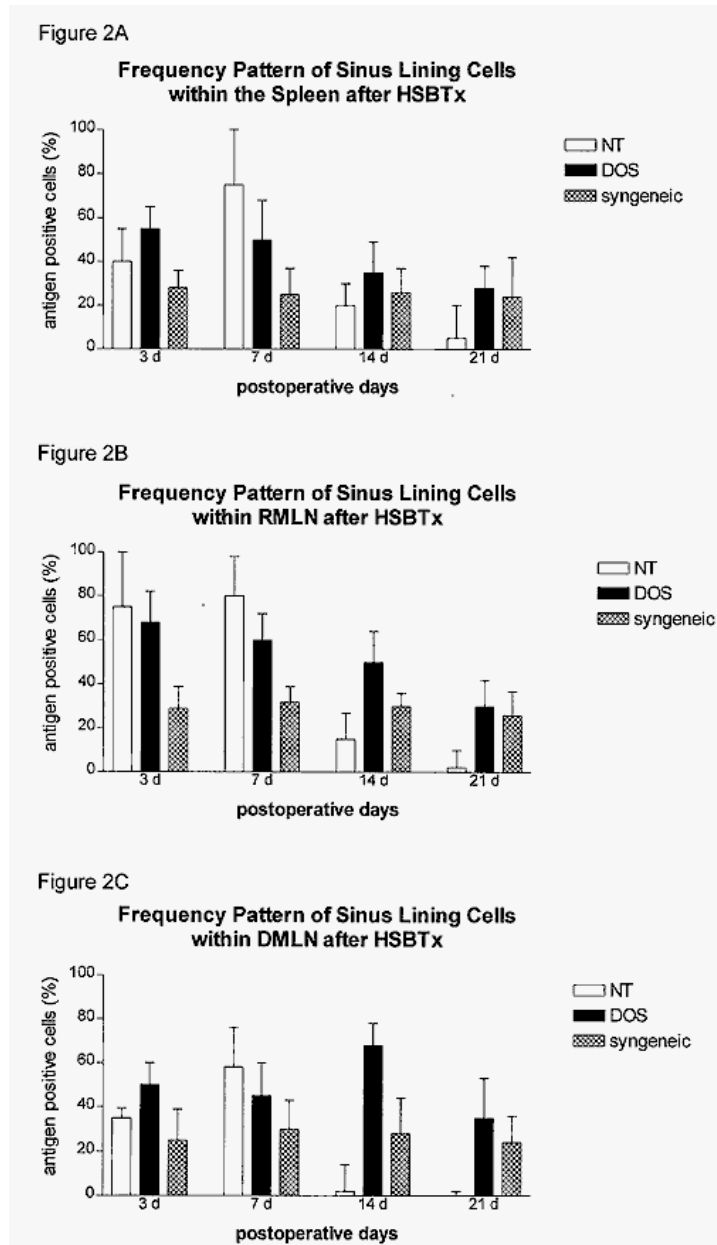 Figure 2A
Frequency Pattern of Sinus Lining Cells
within the Spleen after HSBTx
antigen positive cells (%)
100
80
60
40
20
0
3 d 7 d 14 d 21 d
postoperative days
NT
DOS
syngeneic
Figure 2B
Frequency Pattern of Sinus Lining Cells
within RMLN after HSBTx
antigen positive cells (%)
100
80
60
40
20
0
3 d 7 d 14 d 21 d
postoperative days
NT
DOS
syngeneic
Figure 2C
Frequency Pattern of Sinus Lining Cells
within DMLN after HSBTx
antigen positive cells (%)
100
80
60
40
20
0
3 d 7 d 14 d 21 d
postoperative days
NT
DOS
syngeneic